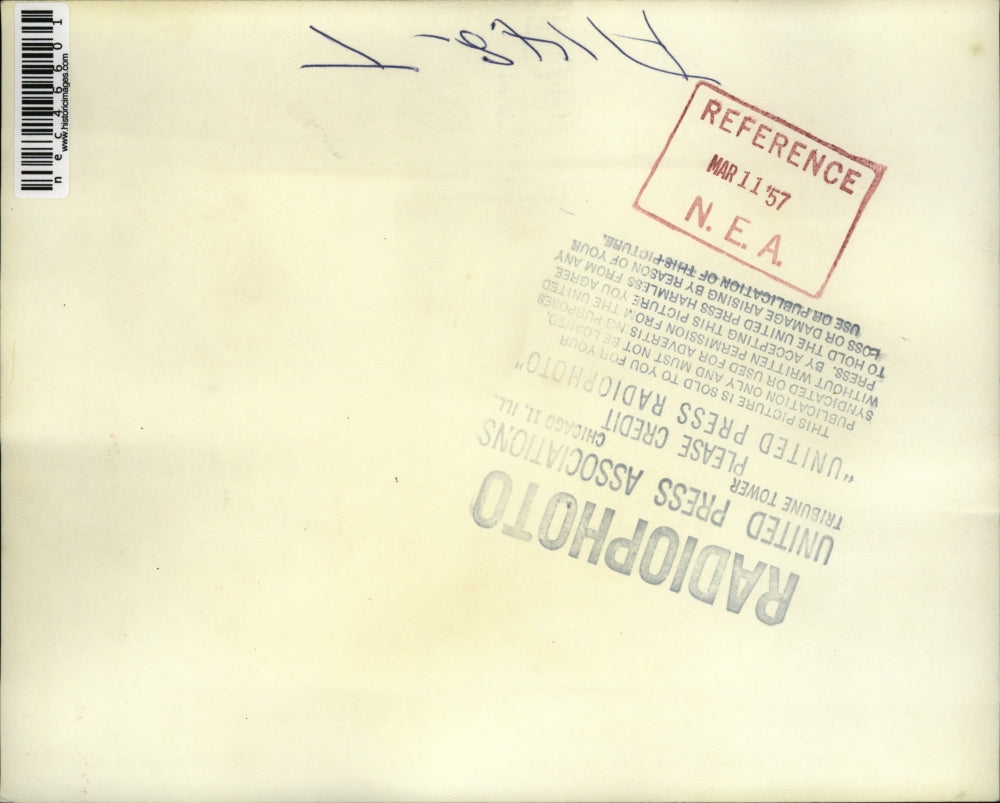 nec46601
www.historicimages.com
REFERENCE
MAR 11 '57
N.E.A.
RADIOPHOTO
UNITED PRESS ASSOCIATIONS
TRIBUNE TOWER CHICAGO 11, ILL.
PLEASE CREDIT
"UNITED PRESS RADIOPHOTO"
THIS PICTURE IS SOLD TO YOU FOR YOUR
PUBLICATION ONLY AND MUST NOT BE LOANED,
SYNDICATED OR USED FOR ADVERTISING PURPOSES
WITHOUT WRITTEN PERMISSION FROM THE UNITED
PRESS. BY ACCEPTING THIS PICTURE YOU AGREE
TO HOLD THE UNITED PRESS HARMLESS FROM ANY
LOSS OR DAMAGE ARISING BY REASON OF YOUR
USE OR PUBLICATION OF THIS PICTURE.